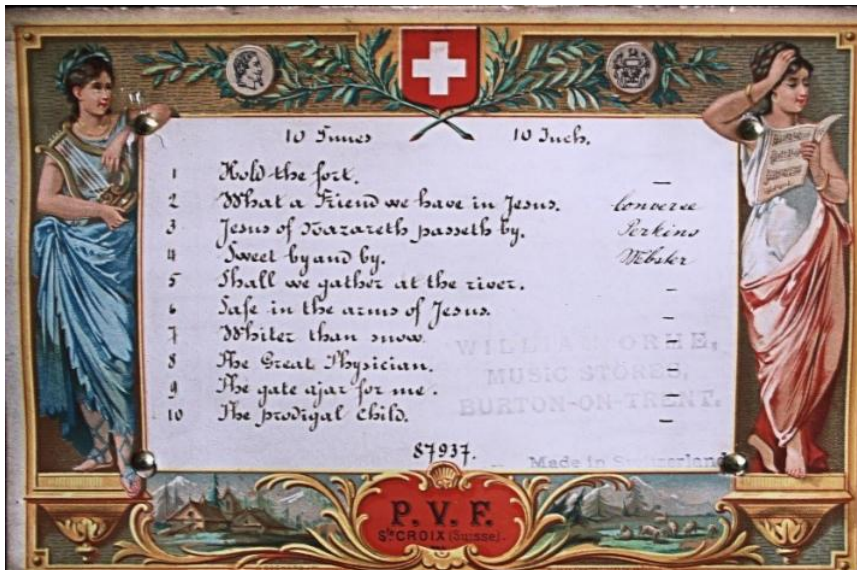 10 Tunes 10 Inch.
1 Hold the fort. —
2 What a Friend we have in Jesus. Converse
3 Jesus of Nazareth passeth by. Perkins
4 Sweet by and by. Webster
5 Shall we gather at the river. —
6 Safe in the arms of Jesus. —
7 Whiter than snow. —
8 The Great Physician. —
9 The gate ajar for me. —
10 The prodigal child. —
WILLIAM ORME,
MUSIC STORES,
BURTON-ON-TRENT.
87937.
Made in Switzerland
P.V.F.
Ste CROIX (Suisse).